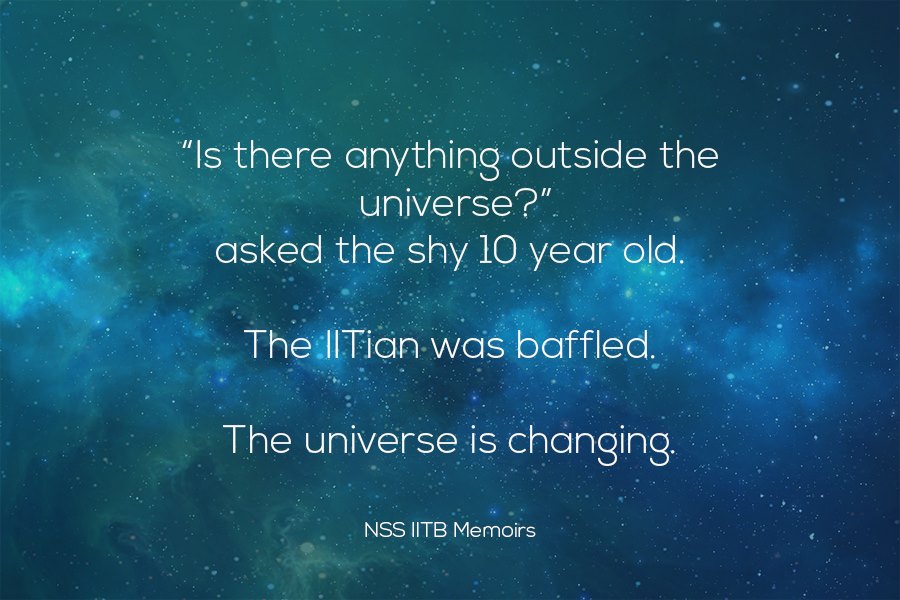 “Is there anything outside the
universe?”
asked the shy 10 year old.
The IITian was baffled.
The universe is changing.
NSS IITB Memoirs